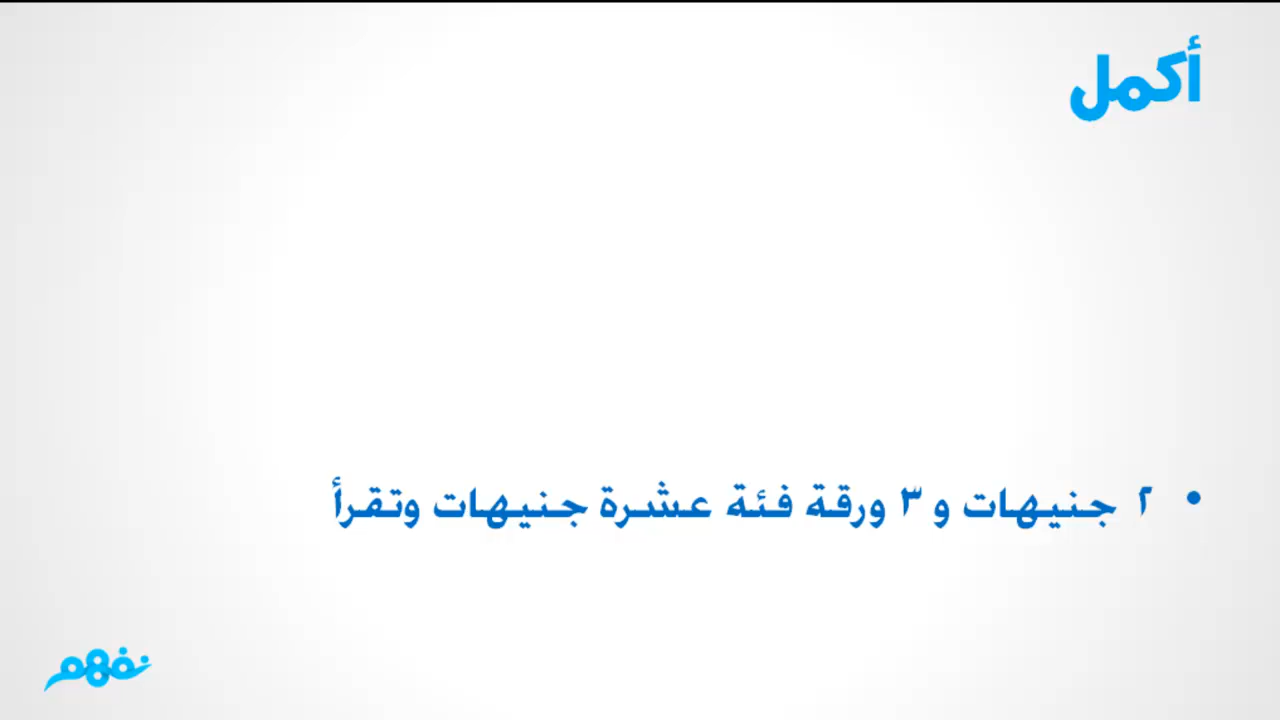 أكمل
• ٢ جنيهات و ٣ ورقة فئة عشرة جنيهات وتقرأ
نفهم